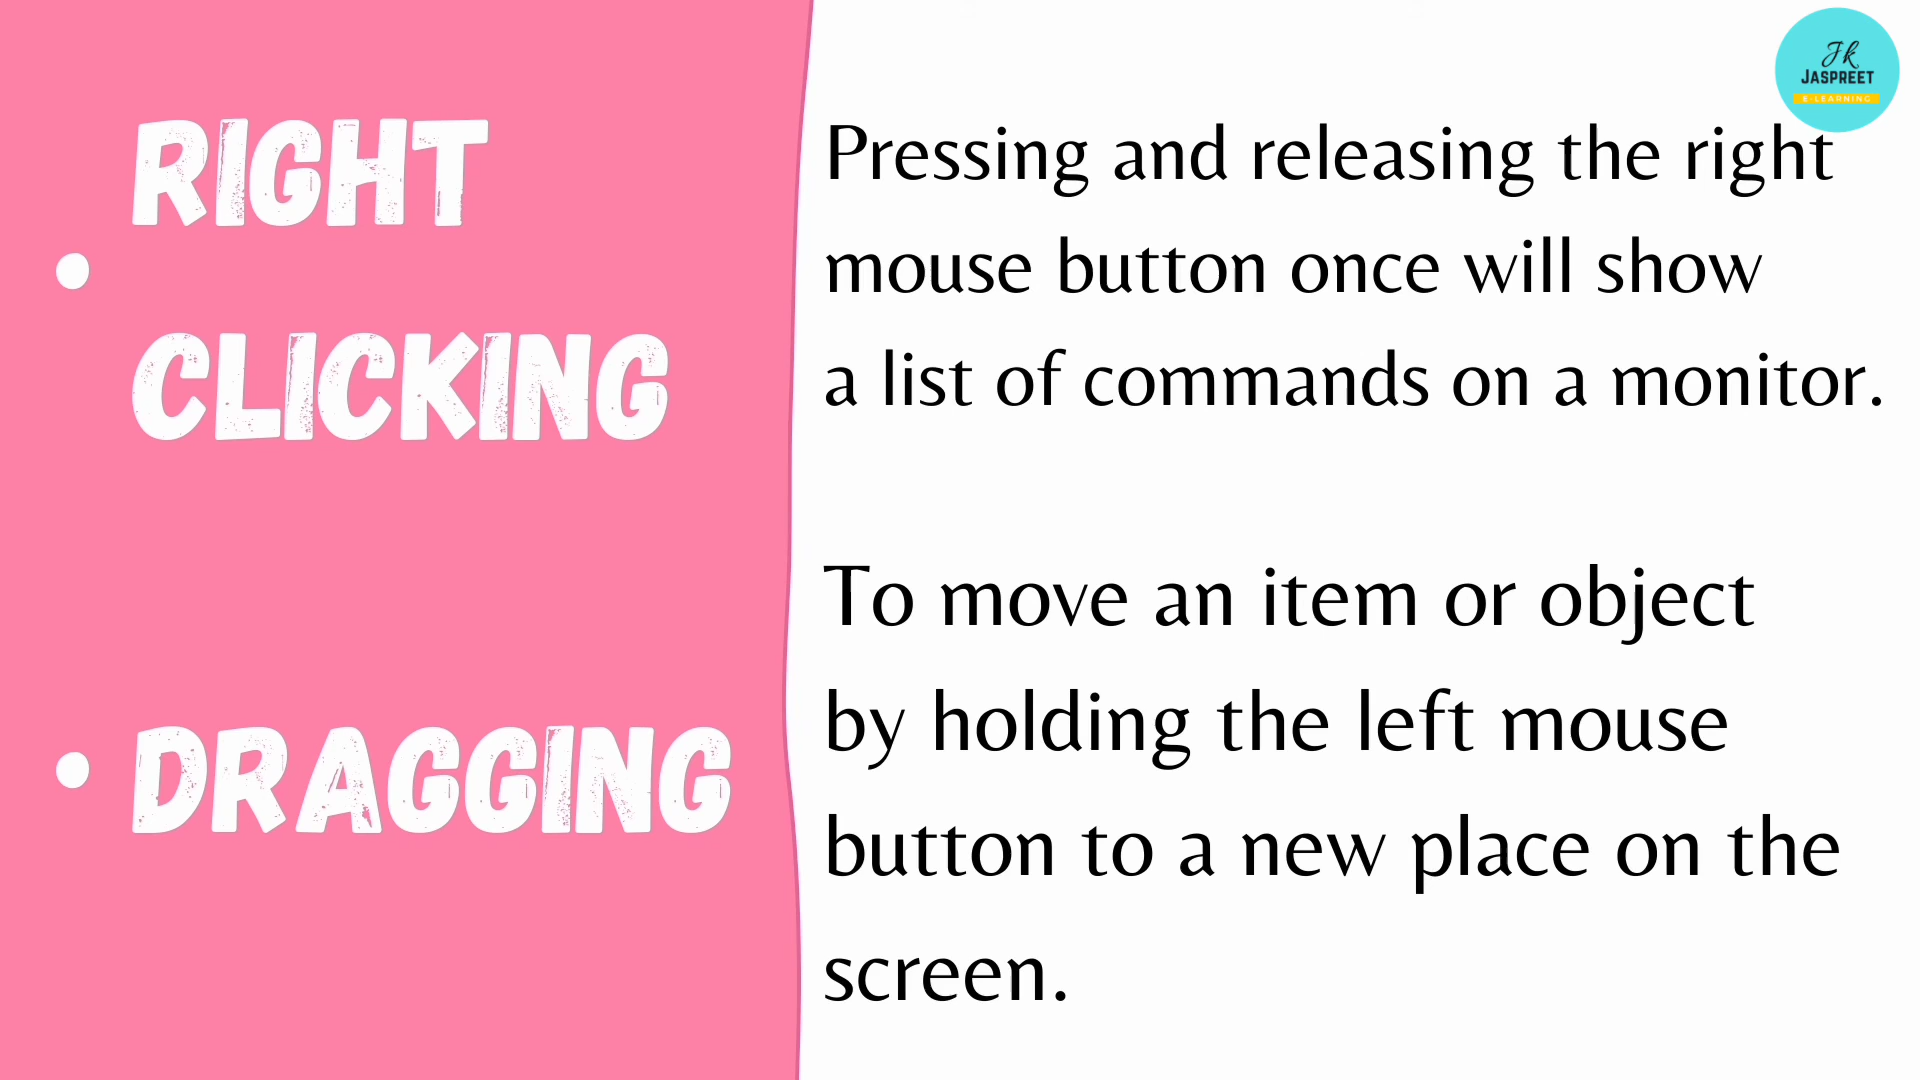 Jk
JASPREET
E-LEARNING
RIGHT
CLICKING
Pressing and releasing the right
mouse button once will show
a list of commands on a monitor.
DRAGGING
To move an item or object
by holding the left mouse
button to a new place on the
screen.